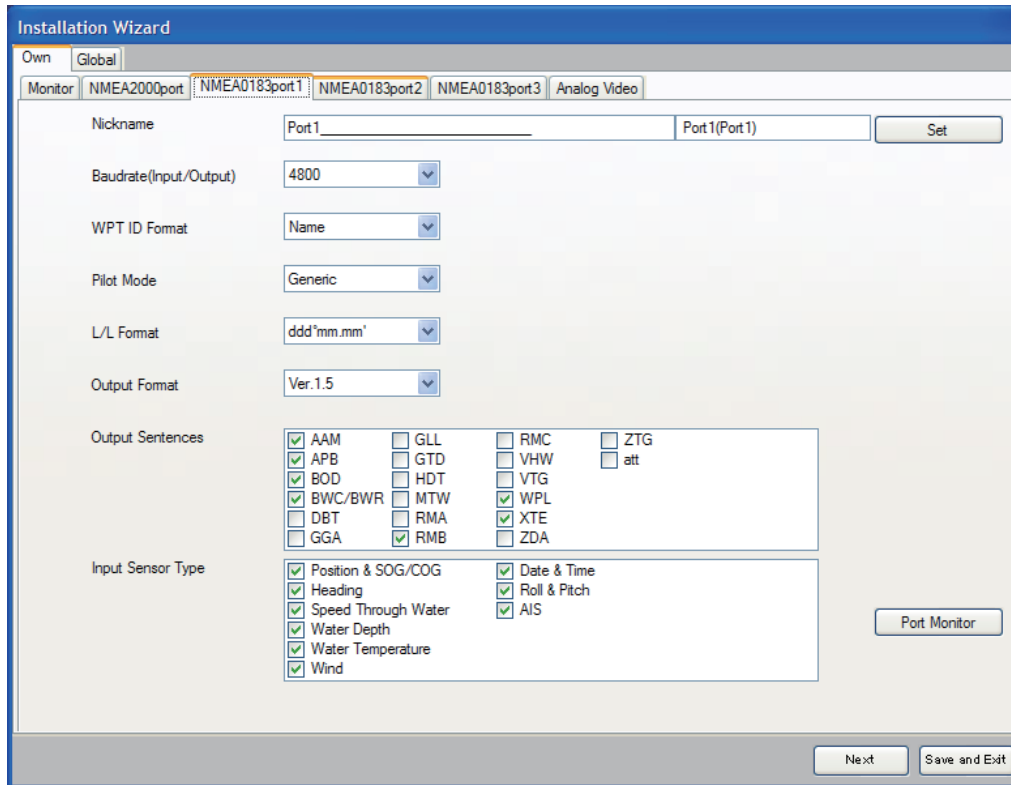 Installation Wizard
Own Global
Monitor NMEA2000port NMEA0183port1 NMEA0183port2 NMEA0183port3 Analog Video
Nickname Port1 Port1(Port1) Set
Baudrate(Input/Output) 4800
WPT ID Format Name
Pilot Mode Generic
L/L Format ddd°mm.mm'
Output Format Ver.1.5
Output Sentences AAM GLL RMC ZTG
APB GTD VHW att
BOD HDT VTG
BWC/BWR MTW WPL
DBT RMA XTE
GGA RMB ZDA
Input Sensor Type Position & SOG/COG Date & Time
Heading Roll & Pitch
Speed Through Water AIS
Water Depth
Port Monitor
Water Temperature
Wind
Next Save and Exit